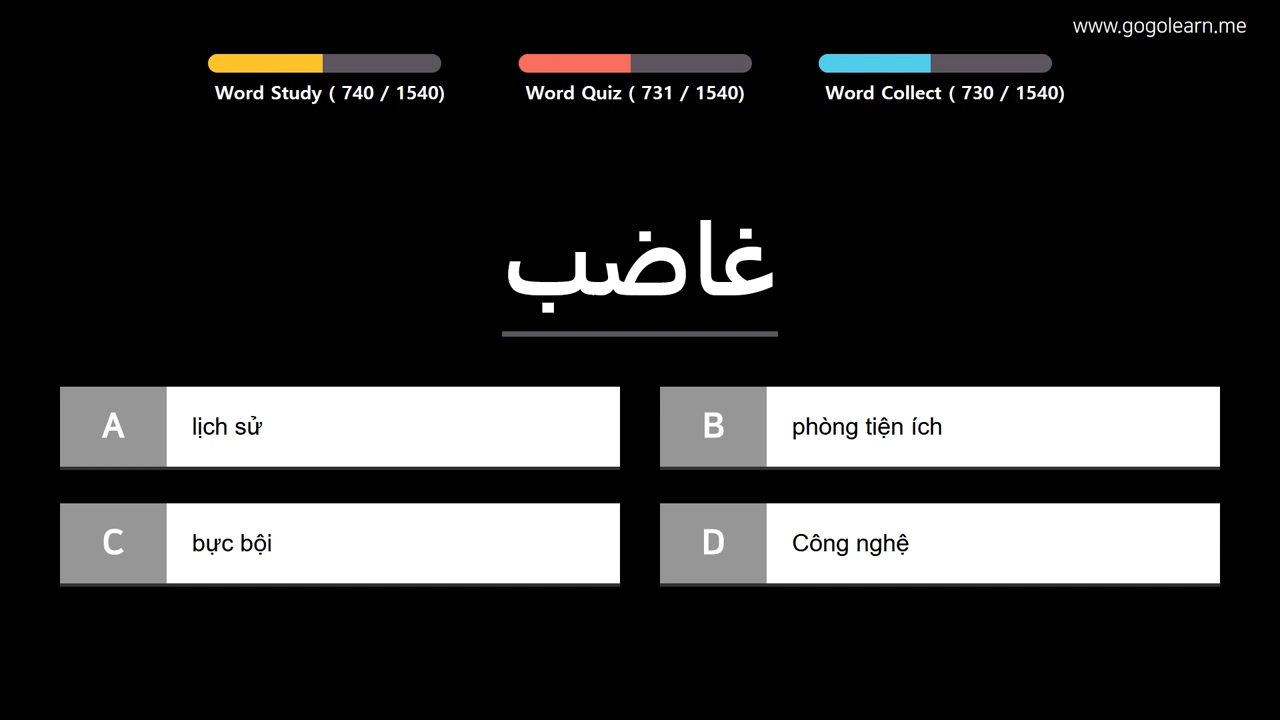 www.gogolearn.me
Word Study ( 740 / 1540)
Word Quiz ( 731 / 1540)
Word Collect ( 730 / 1540)
غاضب
A lịch sử
B phòng tiện ích
C bực bội
D Công nghệ